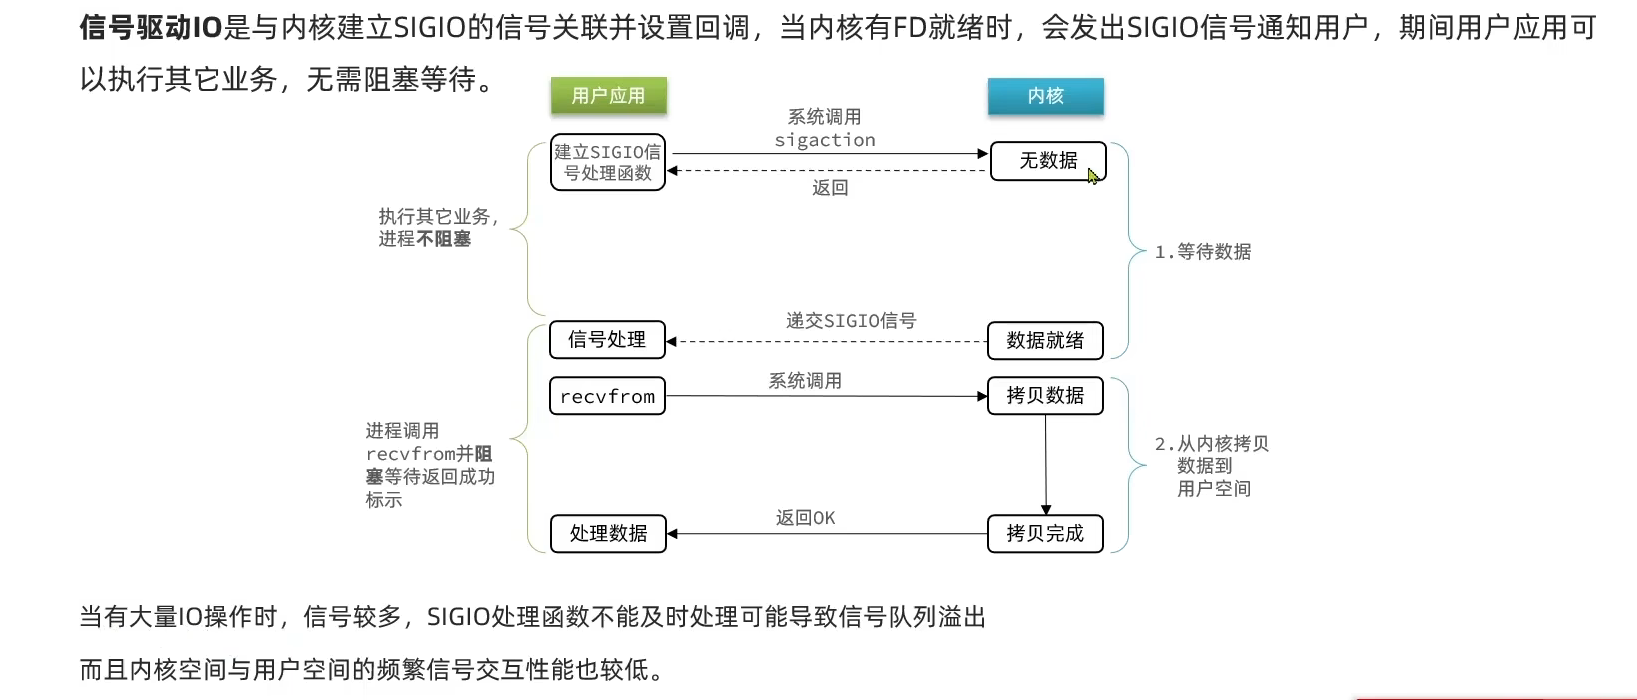 信号驱动IO是与内核建立SIGIO的信号关联并设置回调，当内核有FD就绪时，会发出SIGIO信号通知用户，期间用户应用可
以执行其它业务，无需阻塞等待。
用户应用
内核
系统调用
sigaction
建立SIGIO信
号处理函数
无数据
返回
执行其它业务，
进程不阻塞
1.等待数据
递交SIGIO信号
信号处理
数据就绪
系统调用
recvfrom
拷贝数据
进程调用
recvfrom并阻
塞等待返回成功
标示
2.从内核拷贝
数据到
用户空间
返回OK
处理数据
拷贝完成
当有大量IO操作时，信号较多，SIGIO处理函数不能及时处理可能导致信号队列溢出
而且内核空间与用户空间的频繁信号交互性能也较低。